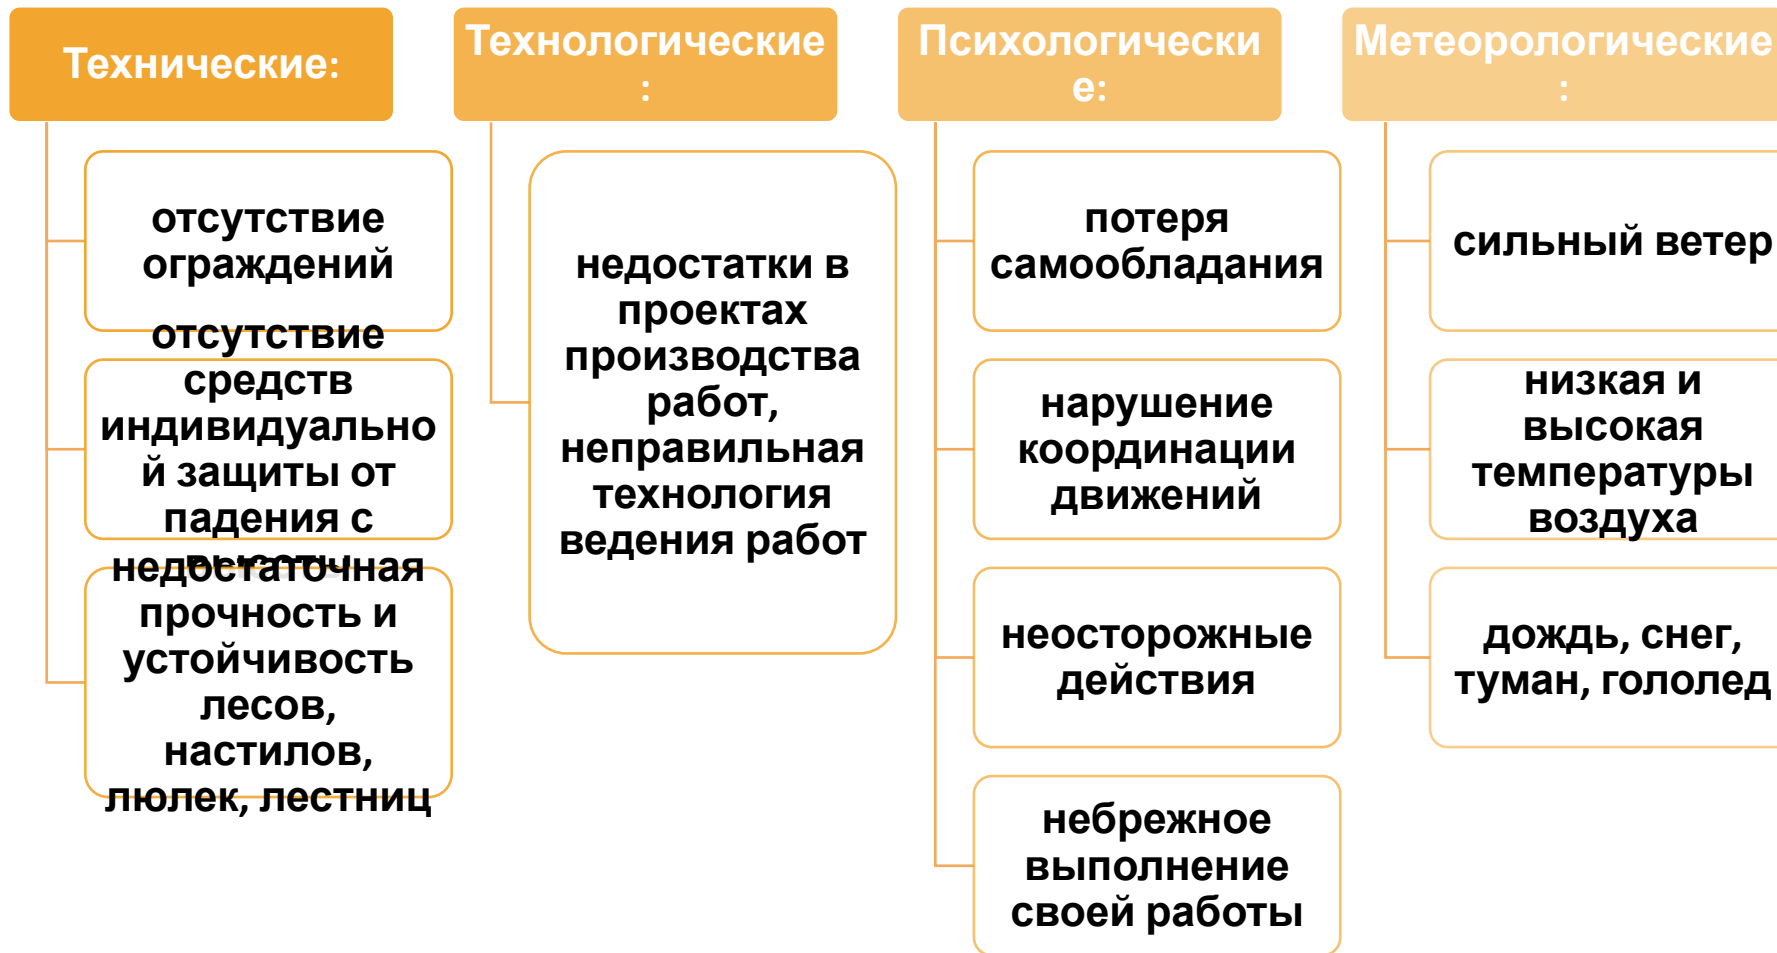 Технические:
отсутствие
ограждений
отсутствие
средств
индивидуально
й защиты от
падения с
недостаточная
прочность и
устойчивость
лесов,
настилов,
люлек, лестниц
Технологические
:
недостатки в
проектах
производства
работ,
неправильная
технология
ведения работ
Психологически
е:
потеря
самообладания
нарушение
координации
движений
неосторожные
действия
небрежное
выполнение
своей работы
Метеорологические
:
сильный ветер
низкая и
высокая
температуры
воздуха
дождь, снег,
туман, гололед